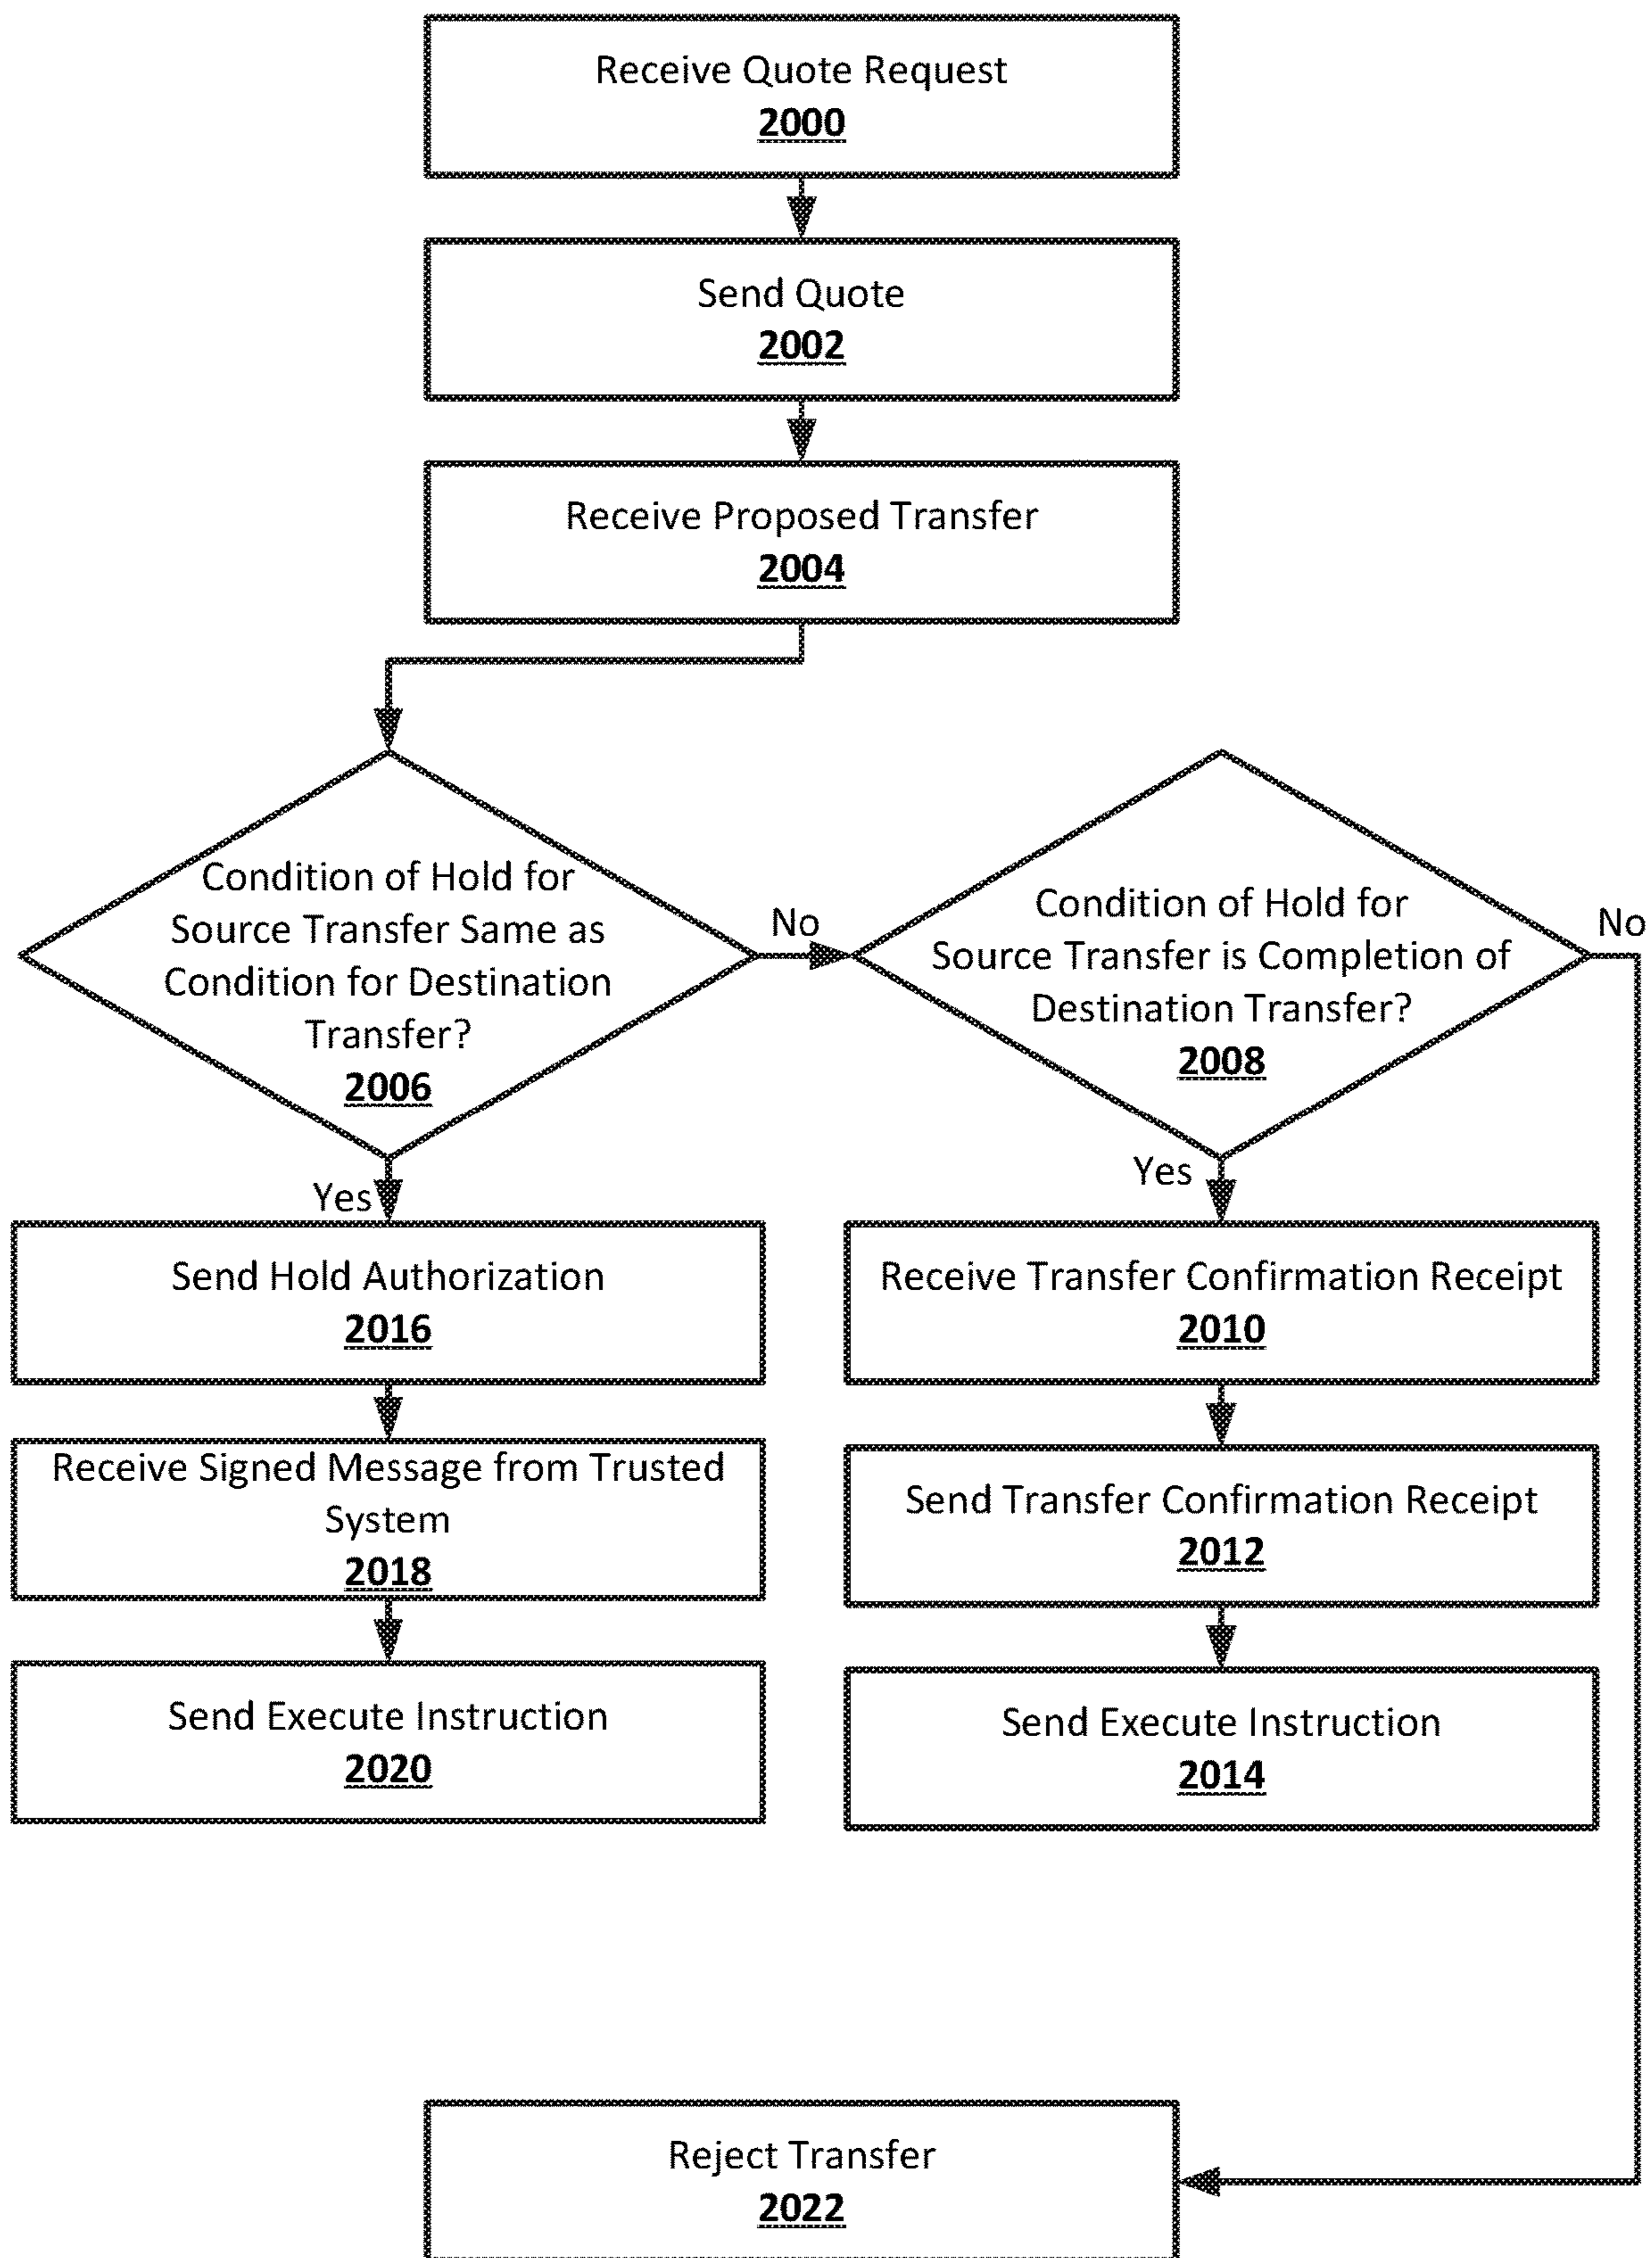 Receive Quote Request
2000
Send Quote
2002
Receive Proposed Transfer
2004
Condition of Hold for
Source Transfer Same as
Condition for Destination
Transfer?
2006
No
Condition of Hold for
Source Transfer is Completion of
Destination Transfer?
2008
No
Yes
Yes
Send Hold Authorization
2016
Receive Signed Message from Trusted
System
2018
Send Execute Instruction
2020
Receive Transfer Confirmation Receipt
2010
Send Transfer Confirmation Receipt
2012
Send Execute Instruction
2014
Reject Transfer
2022